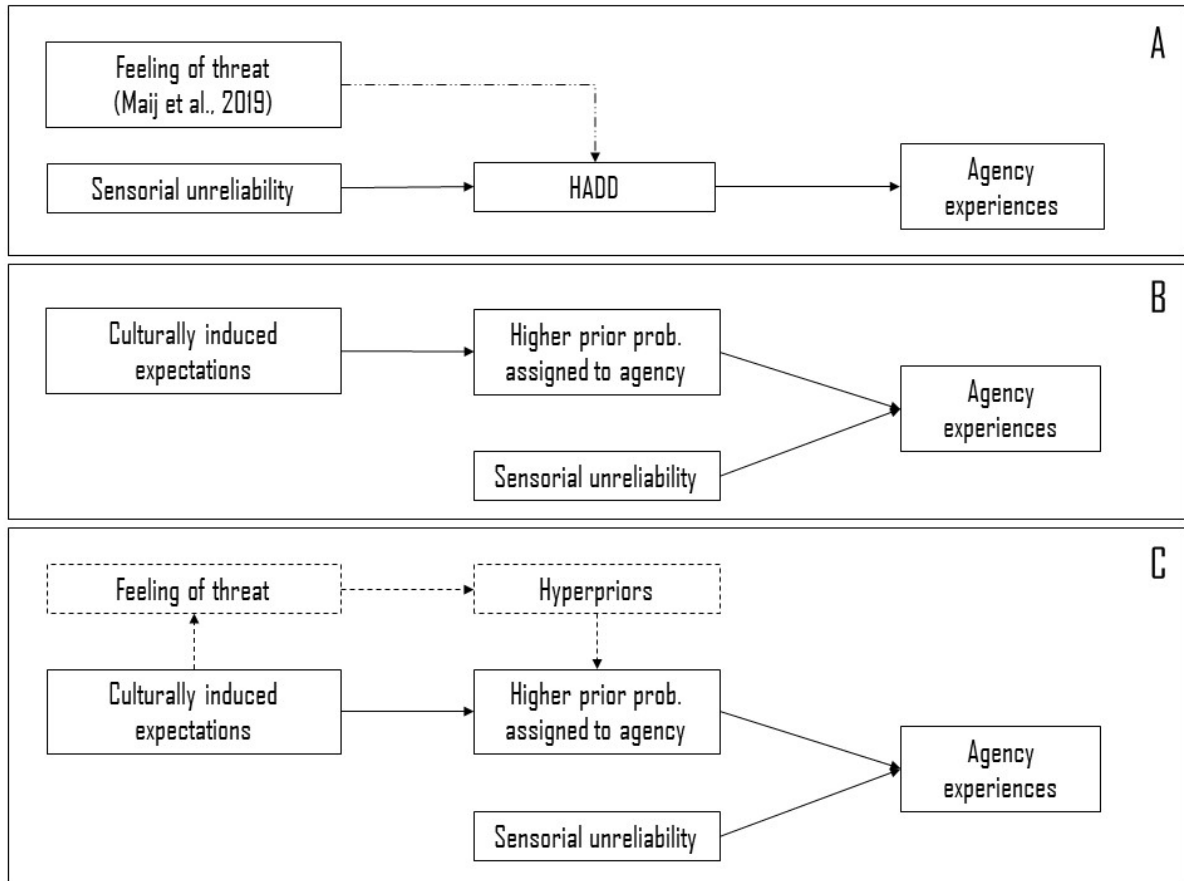 A
Feeling of threat
(Maij et al., 2019)
Sensorial unreliability
HADD
Agency
experiences
B
Culturally induced
expectations
Higher prior prob.
assigned to agency
Agency
experiences
Sensorial unreliability
C
Feeling of threat
Hyperpriors
Culturally induced
expectations
Higher prior prob.
assigned to agency
Agency
experiences
Sensorial unreliability